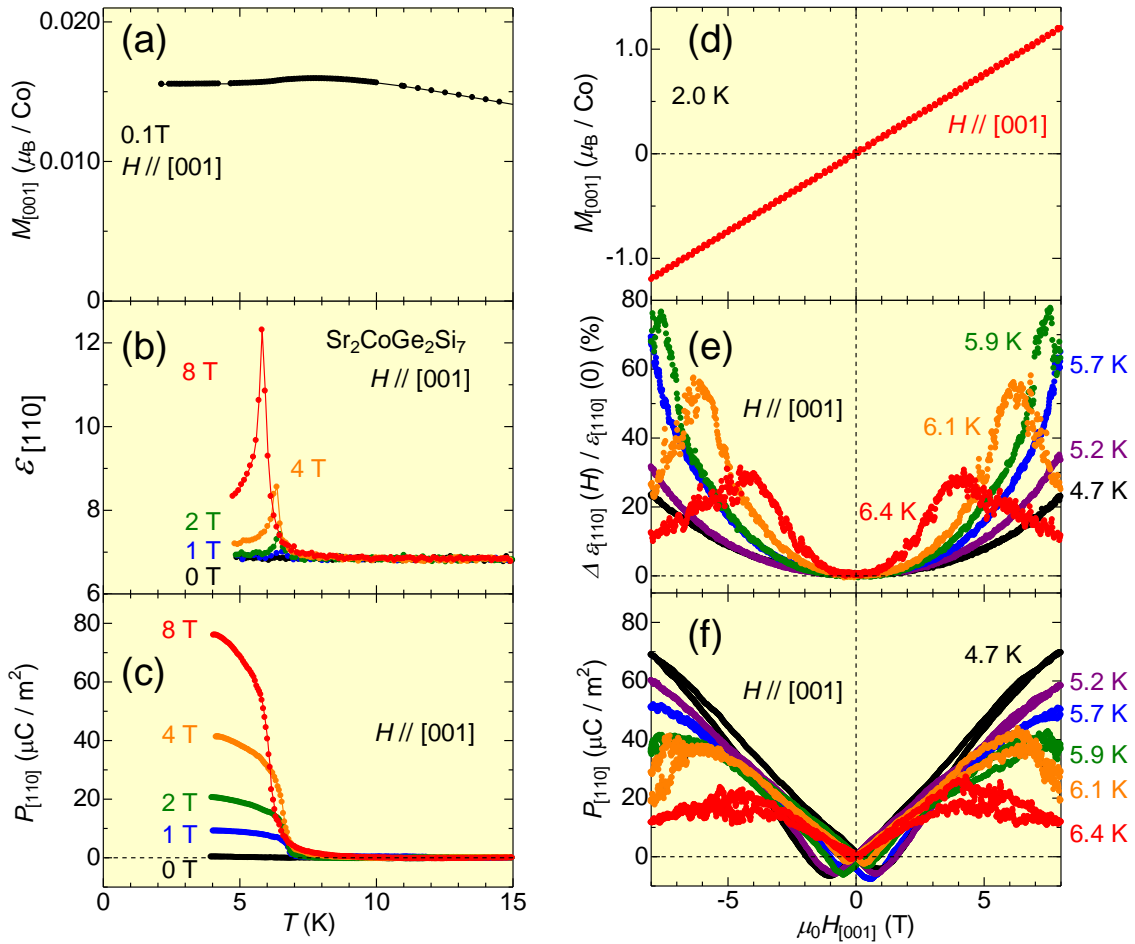 (a)
0.020
0.010
0
M[001] (μB / Co)
0.1T
H // [001]
(b)
12
10
8
6
ε [110]
Sr2CoGe2Si7
H // [001]
8 T
4 T
2 T
1 T
0 T
(c)
80
60
40
20
0
P[110] (μC / m²)
8 T
4 T
2 T
1 T
0 T
H // [001]
0
5
10
15
T (K)
(d)
1.0
0
-1.0
M[001] (μB / Co)
2.0 K
H // [001]
(e)
80
60
40
20
0
Δ ε[110] (H) / ε[110] (0) (%)
H // [001]
5.9 K
5.7 K
6.1 K
5.2 K
6.4 K
4.7 K
(f)
80
60
40
20
0
P[110] (μC / m²)
H // [001]
4.7 K
5.2 K
5.7 K
5.9 K
6.1 K
6.4 K
-5
0
5
μ0H[001] (T)